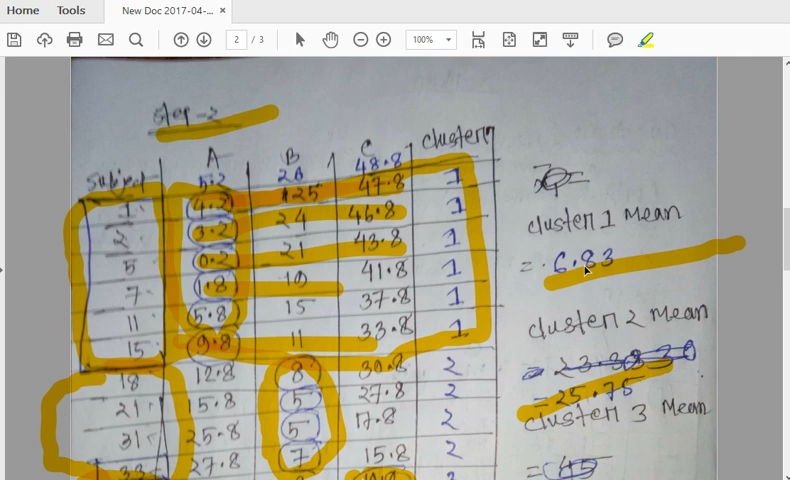 Home Tools New Doc 2017-04-... ×
2 / 3 100%
step-2
Subject A B C cluster
5.2 26 48.8
1 4.2 25 47.8 1
2 3.2 24 46.8 1
5 0.2 21 43.8 1
7 1.8 19 41.8 1
11 5.8 15 37.8 1
15 9.8 11 33.8 1
18 12.8 8 30.8 2
21 15.8 5 27.8 2
31 25.8 5 17.8 2
33 27.8 7 15.8 2
cluster 1 Mean
= 6.83
cluster 2 Mean
= 25.75
cluster 3 Mean
= 45